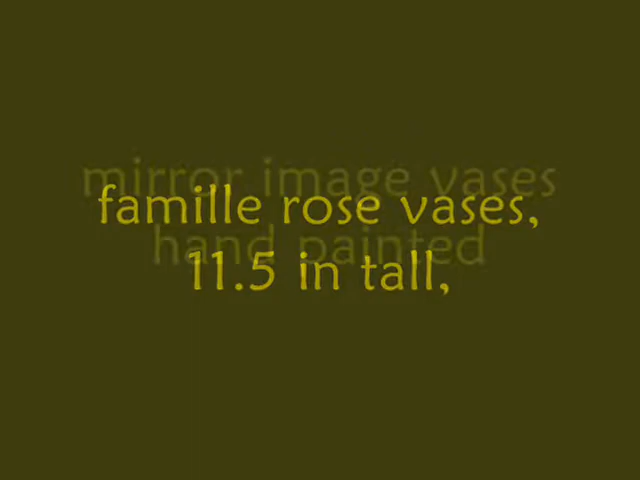 mirror image vases
famille rose vases,
hand painted
11.5 in tall,